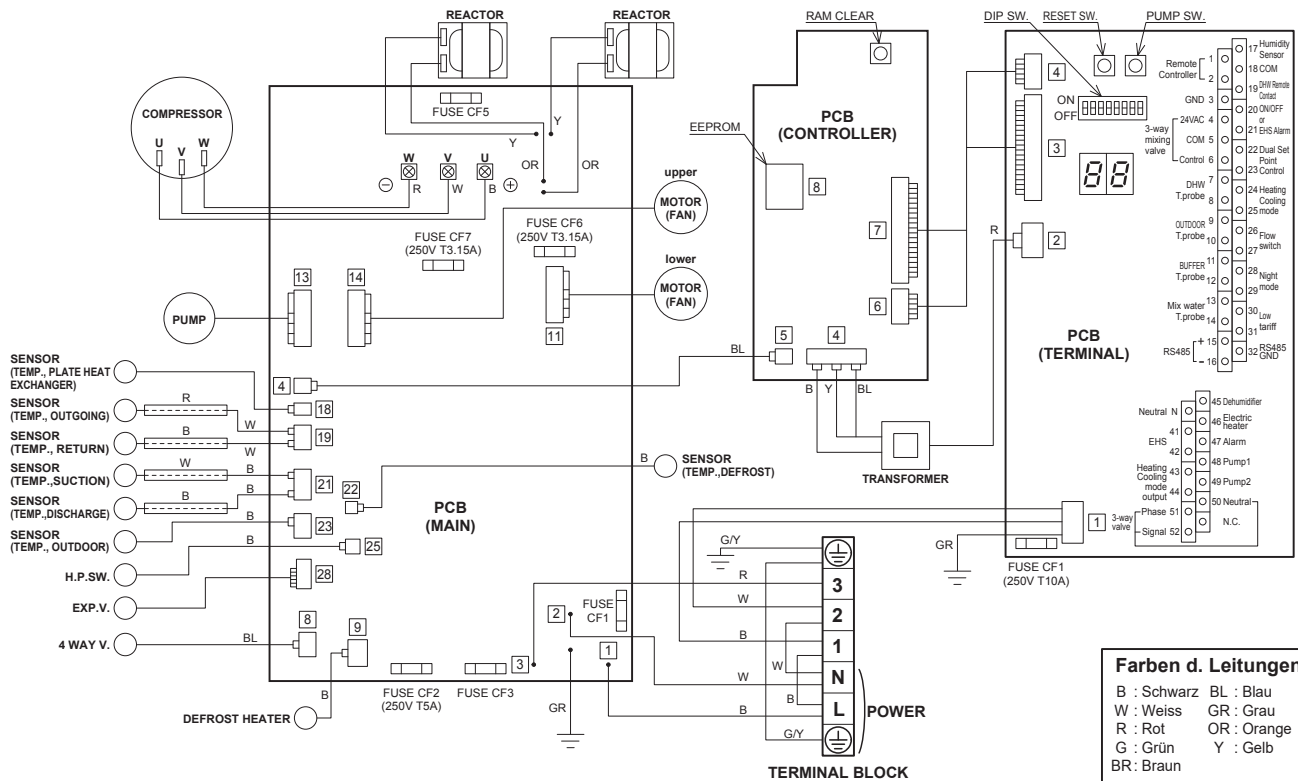 REACTOR
REACTOR
COMPRESSOR
U
V
W
FUSE CF5
Y
Y
OR
OR
W
V
U
R
W
B
FUSE CF7
(250V T3.15A)
FUSE CF6
(250V T3.15A)
upper
MOTOR
(FAN)
lower
MOTOR
(FAN)
13
14
11
PUMP
SENSOR
(TEMP., PLATE HEAT
EXCHANGER)
4
18
SENSOR
(TEMP., OUTGOING)
R
W
19
SENSOR
(TEMP., RETURN)
B
W
SENSOR
(TEMP.,SUCTION)
W
B
21
SENSOR
(TEMP.,DISCHARGE)
B
B
22
SENSOR
(TEMP., OUTDOOR)
B
23
H.P.SW.
B
25
EXP.V.
28
4 WAY V.
BL
8
9
DEFROST HEATER
B
PCB
(MAIN)
B
SENSOR
(TEMP.,DEFROST)
FUSE CF2
(250V T5A)
FUSE CF3
3
2
1
FUSE
CF1
GR
BL
G/Y
R
W
B
W
W
B
B
G/Y
3
2
1
N
L
POWER
TERMINAL BLOCK
RAM CLEAR
PCB
(CONTROLLER)
EEPROM
8
7
6
5
4
B
Y
BL
TRANSFORMER
R
DIP SW.
RESET SW.
PUMP SW.
4
3
2
1
ON
OFF
88
PCB
(TERMINAL)
Remote
Controller
1
2
GND 3
3-way
mixing
valve
24VAC 4
COM 5
Control 6
DHW
T.probe
7
8
OUTDOOR
T.probe
9
10
BUFFER
T.probe
11
12
Mix water
T.probe
13
14
RS485
+ 15
- 16
17 Humidity
Sensor
18 COM
19 DHW Remote
Contact
20 ON/OFF
or
21 EHS Alarm
22 Dual Set
Point
23 Control
24 Heating
Cooling
25 mode
26 Flow
27 switch
28 Night
29 mode
30 Low
31 tariff
32 RS485
GND
Neutral N
EHS
41
42
Heating
Cooling
mode
output
43
44
3-way
valve
Phase 51
Signal 52
45 Dehumidifier
46 Electric
heater
47 Alarm
48 Pump1
49 Pump2
50 Neutral
N.C.
GR
FUSE CF1
(250V T10A)
Farben d. Leitungen
B : Schwarz BL : Blau
W : Weiss GR : Grau
R : Rot OR : Orange
G : Grün Y : Gelb
BR: Braun